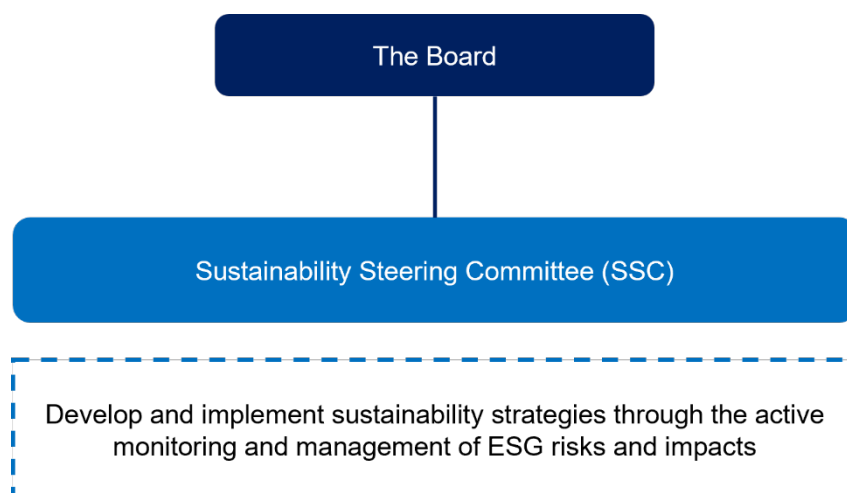 The Board
Sustainability Steering Committee (SSC)
Develop and implement sustainability strategies through the active
monitoring and management of ESG risks and impacts